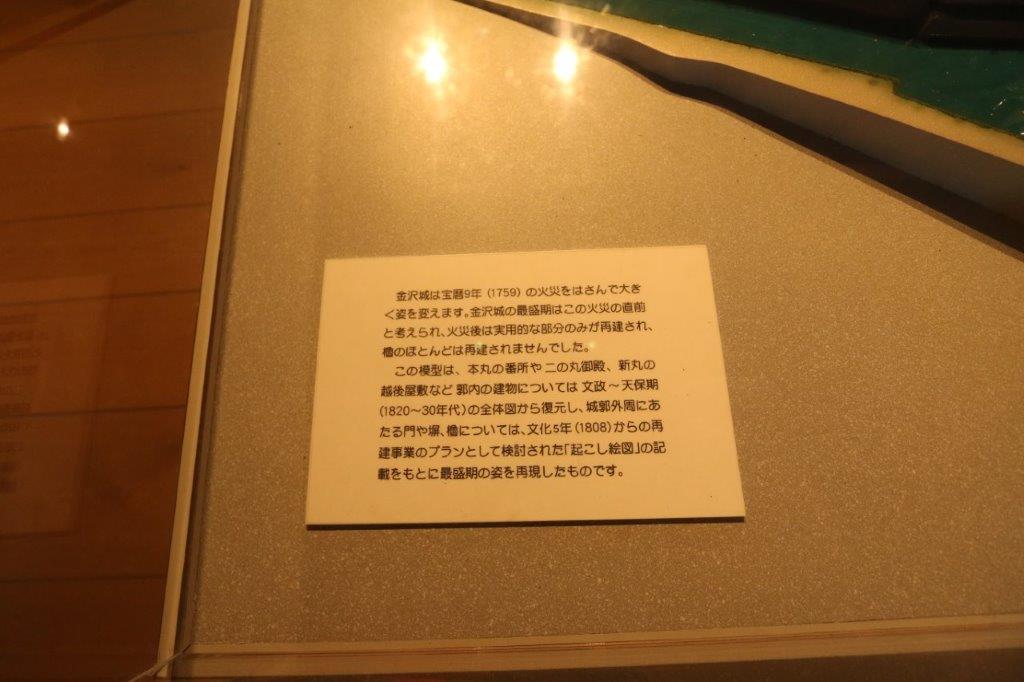 金沢城は宝暦9年(1759)の火災をはさんで大き
く姿を変えます。金沢城の最盛期はこの火災の直前
と考えられ、火災後は実用的な部分のみが再建され、
櫓のほとんどは再建されませんでした。
この模型は、本丸の番所や二の丸御殿、新丸の
越後屋敷など郭内の建物については文政~天保期
(1820~30年代)の全体図から復元し、城郭外周にあ
たる門や塀、櫓については、文化5年(1808)からの再
建事業のプランとして検討された「起こし絵図」の記
載をもとに最盛期の姿を再現したものです。